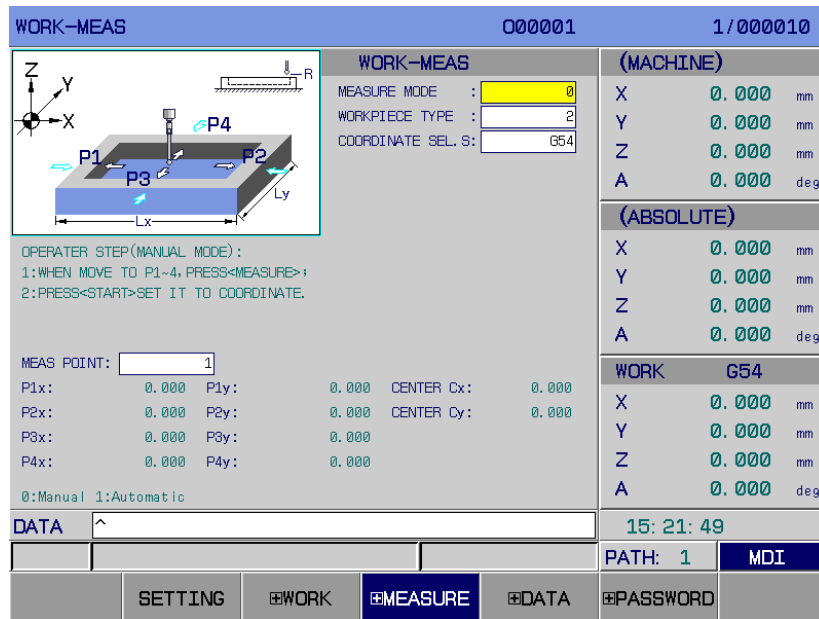 WORK-MEAS O00001 1/000010
Z
Y
X
R
P4
P1
P2
P3
Ly
Lx
WORK-MEAS
MEASURE MODE : 0
WORKPIECE TYPE : 2
COORDINATE SEL.S: G54
OPERATER STEP(MANUAL MODE):
1:WHEN MOVE TO P1~4,PRESS<MEASURE>;
2:PRESS<START>SET IT TO COORDINATE.
MEAS POINT: 1
P1x: 0.000 P1y: 0.000 CENTER Cx: 0.000
P2x: 0.000 P2y: 0.000 CENTER Cy: 0.000
P3x: 0.000 P3y: 0.000
P4x: 0.000 P4y: 0.000
0:Manual 1:Automatic
(MACHINE)
X 0.000 mm
Y 0.000 mm
Z 0.000 mm
A 0.000 deg
(ABSOLUTE)
X 0.000 mm
Y 0.000 mm
Z 0.000 mm
A 0.000 deg
WORK G54
X 0.000 mm
Y 0.000 mm
Z 0.000 mm
A 0.000 deg
DATA ^
15:21:49
PATH: 1 MDI
SETTING ⊞WORK ⊞MEASURE ⊞DATA ⊞PASSWORD